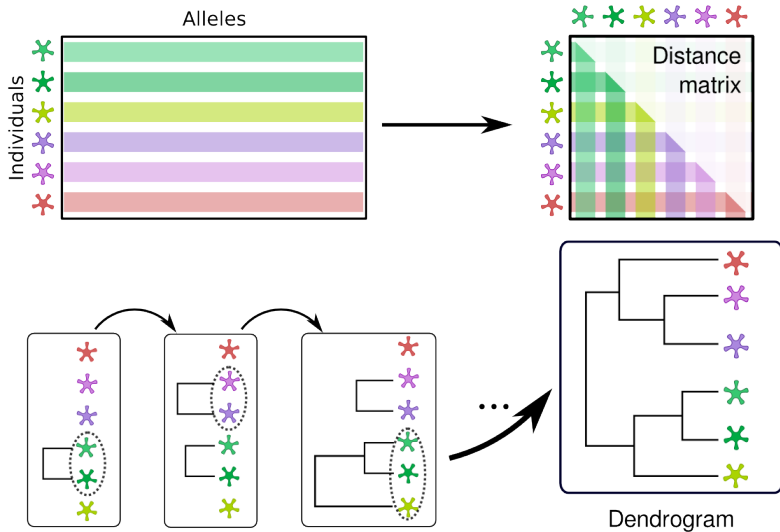 Alleles
Individuals
Distance
matrix
...
Dendrogram